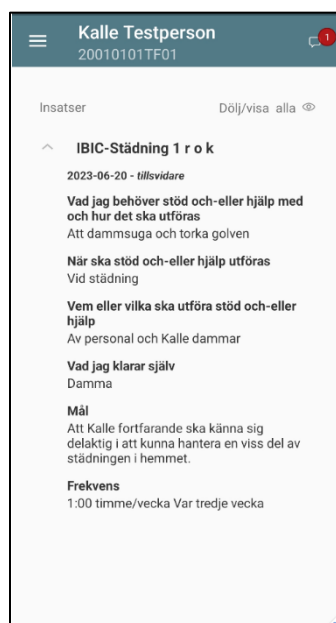 Kalle Testperson
20010101TF01
1
Insatser
Dölj/visa alla
IBIC-Städning 1 r o k
2023-06-20 - tillsvidare
Vad jag behöver stöd och-eller hjälp med
och hur det ska utföras
Att dammsuga och torka golven
När ska stöd och-eller hjälp utföras
Vid städning
Vem eller vilka ska utföra stöd och-eller
hjälp
Av personal och Kalle dammar
Vad jag klarar själv
Damma
Mål
Att Kalle fortfarande ska känna sig
delaktig i att kunna hantera en viss del av
städningen i hemmet.
Frekvens
1:00 timme/vecka Var tredje vecka